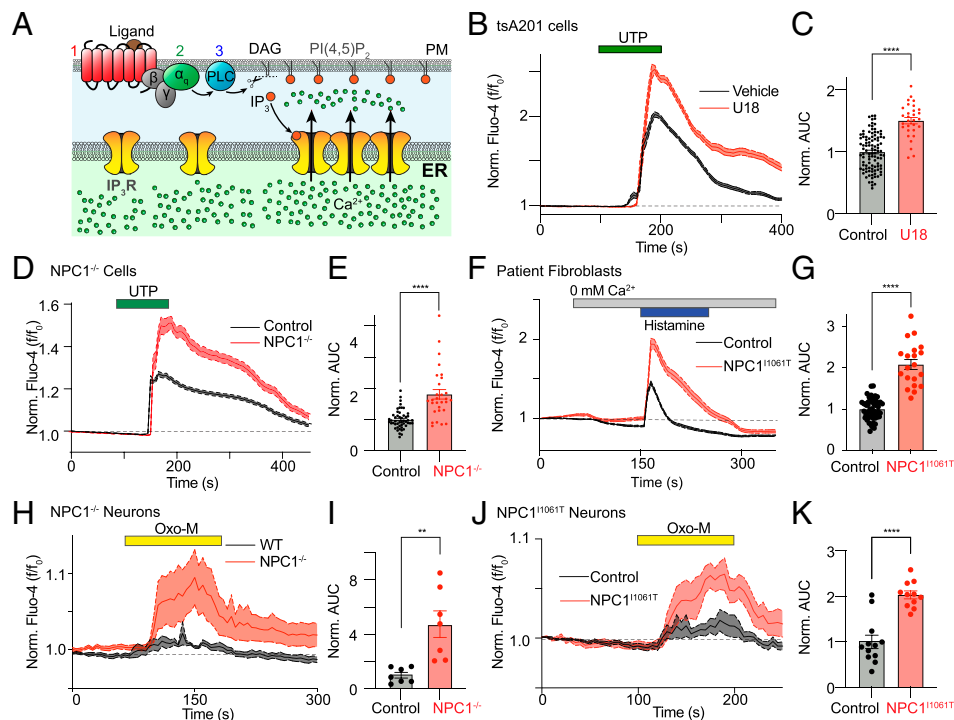 A
Ligand
1
2
3
DAG
PI(4,5)P2
PM
β
αq
γ
PLC
IP3
ER
IP3R
Ca2+
B
tsA201 cells
UTP
Vehicle
U18
Norm. Fluo-4 (f/f0)
2
1
0
200
400
Time (s)
C
****
Norm. AUC
2
1
0
Control
U18
D
NPC1-/- Cells
UTP
Control
NPC1-/-
Norm. Fluo-4 (f/f0)
1.6
1.4
1.2
1.0
0
200
400
Time (s)
E
****
Norm. AUC
4
2
0
Control
NPC1-/-
F
Patient Fibroblasts
0 mM Ca2+
Histamine
Control
NPC1I1061T
Norm. Fluo-4 (f/f0)
2
1
0
150
300
Time (s)
G
****
Norm. AUC
3
2
1
0
Control
NPC1I1061T
H
NPC1-/- Neurons
Oxo-M
WT
NPC1-/-
Norm. Fluo-4 (f/f0)
1.1
1.0
0
150
300
Time (s)
I
**
Norm. AUC
8
4
0
Control
NPC1-/-
J
NPC1I1061T Neurons
Oxo-M
Control
NPC1I1061T
Norm. Fluo-4 (f/f0)
1.1
1.0
0
100
200
Time (s)
K
****
Norm. AUC
2
1
0
Control
NPC1I1061T